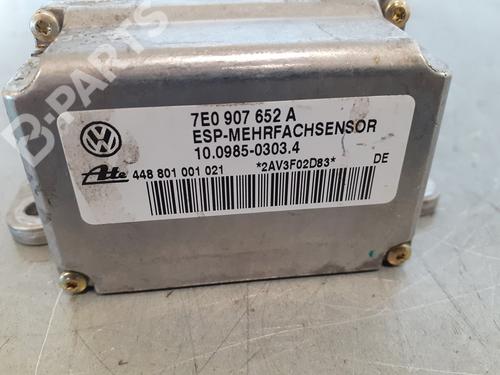 B-PARTS
7E0 907 652 A
ESP-MEHRFACHSENSOR
10.0985-0303.4
Ate 448 801 001 021 *2AV3F02D83* DE